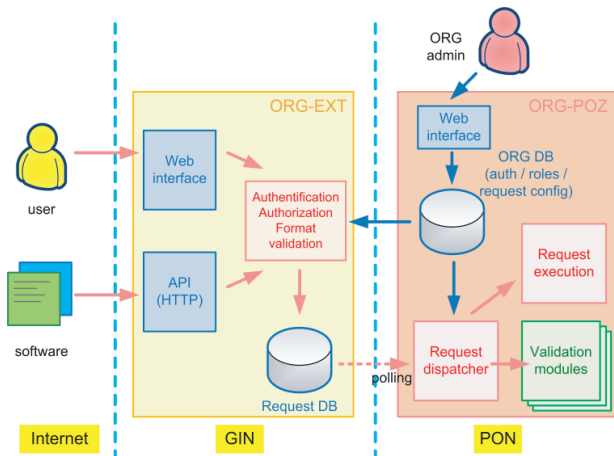 ORG
admin
ORG-EXT
ORG-POZ
Web
interface
Web
interface
ORG DB
(auth / roles /
request config)
user
Authentification
Authorization
Format
validation
Request
execution
API
(HTTP)
software
Request
dispatcher
Validation
modules
polling
Request DB
Internet
GIN
PON